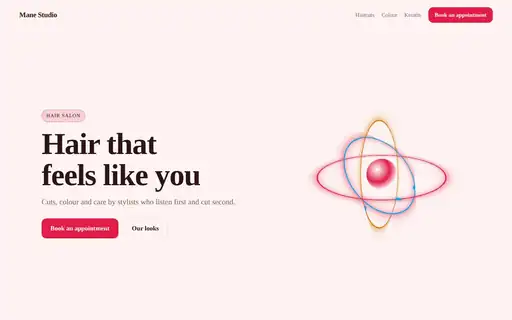 Mane Studio
Haircuts Colour Keratin Book an appointment
HAIR SALON
Hair that
feels like you
Cuts, colour and care by stylists who listen first and cut second.
Book an appointment Our looks